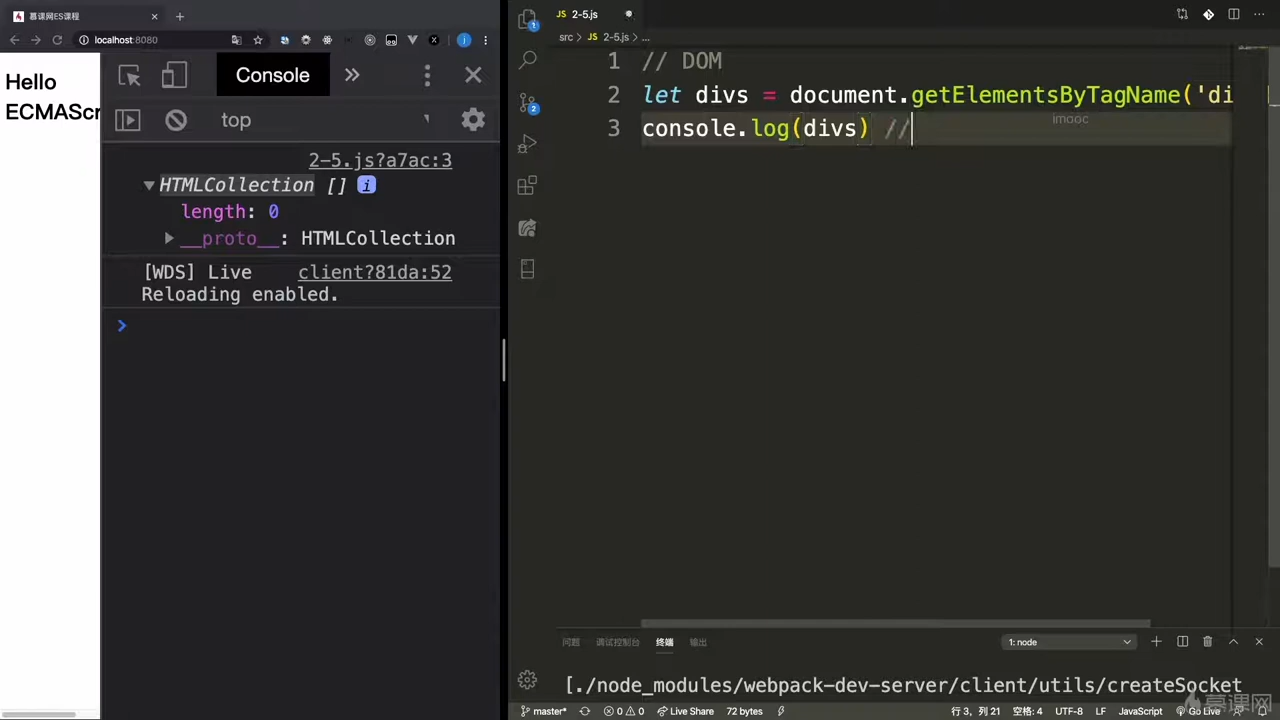 慕课网ES课程
localhost:8080
Hello
ECMAScr
Console
top
2-5.js?a7ac:3
HTMLCollection []
length: 0
__proto__: HTMLCollection
[WDS] Live
client?81da:52
Reloading enabled.
2-5.js
src > JS 2-5.js > ...
1 // DOM
2 let divs = document.getElementsByTagName('di
3 console.log(divs) //
imooc
问题 调试控制台 终端 输出
1: node
[./node_modules/webpack-dev-server/client/utils/createSocket
master* 0 0 Live Share 72 bytes
行 3, 列 21 空格: 4 UTF-8 LF JavaScript Go Live
慕课网